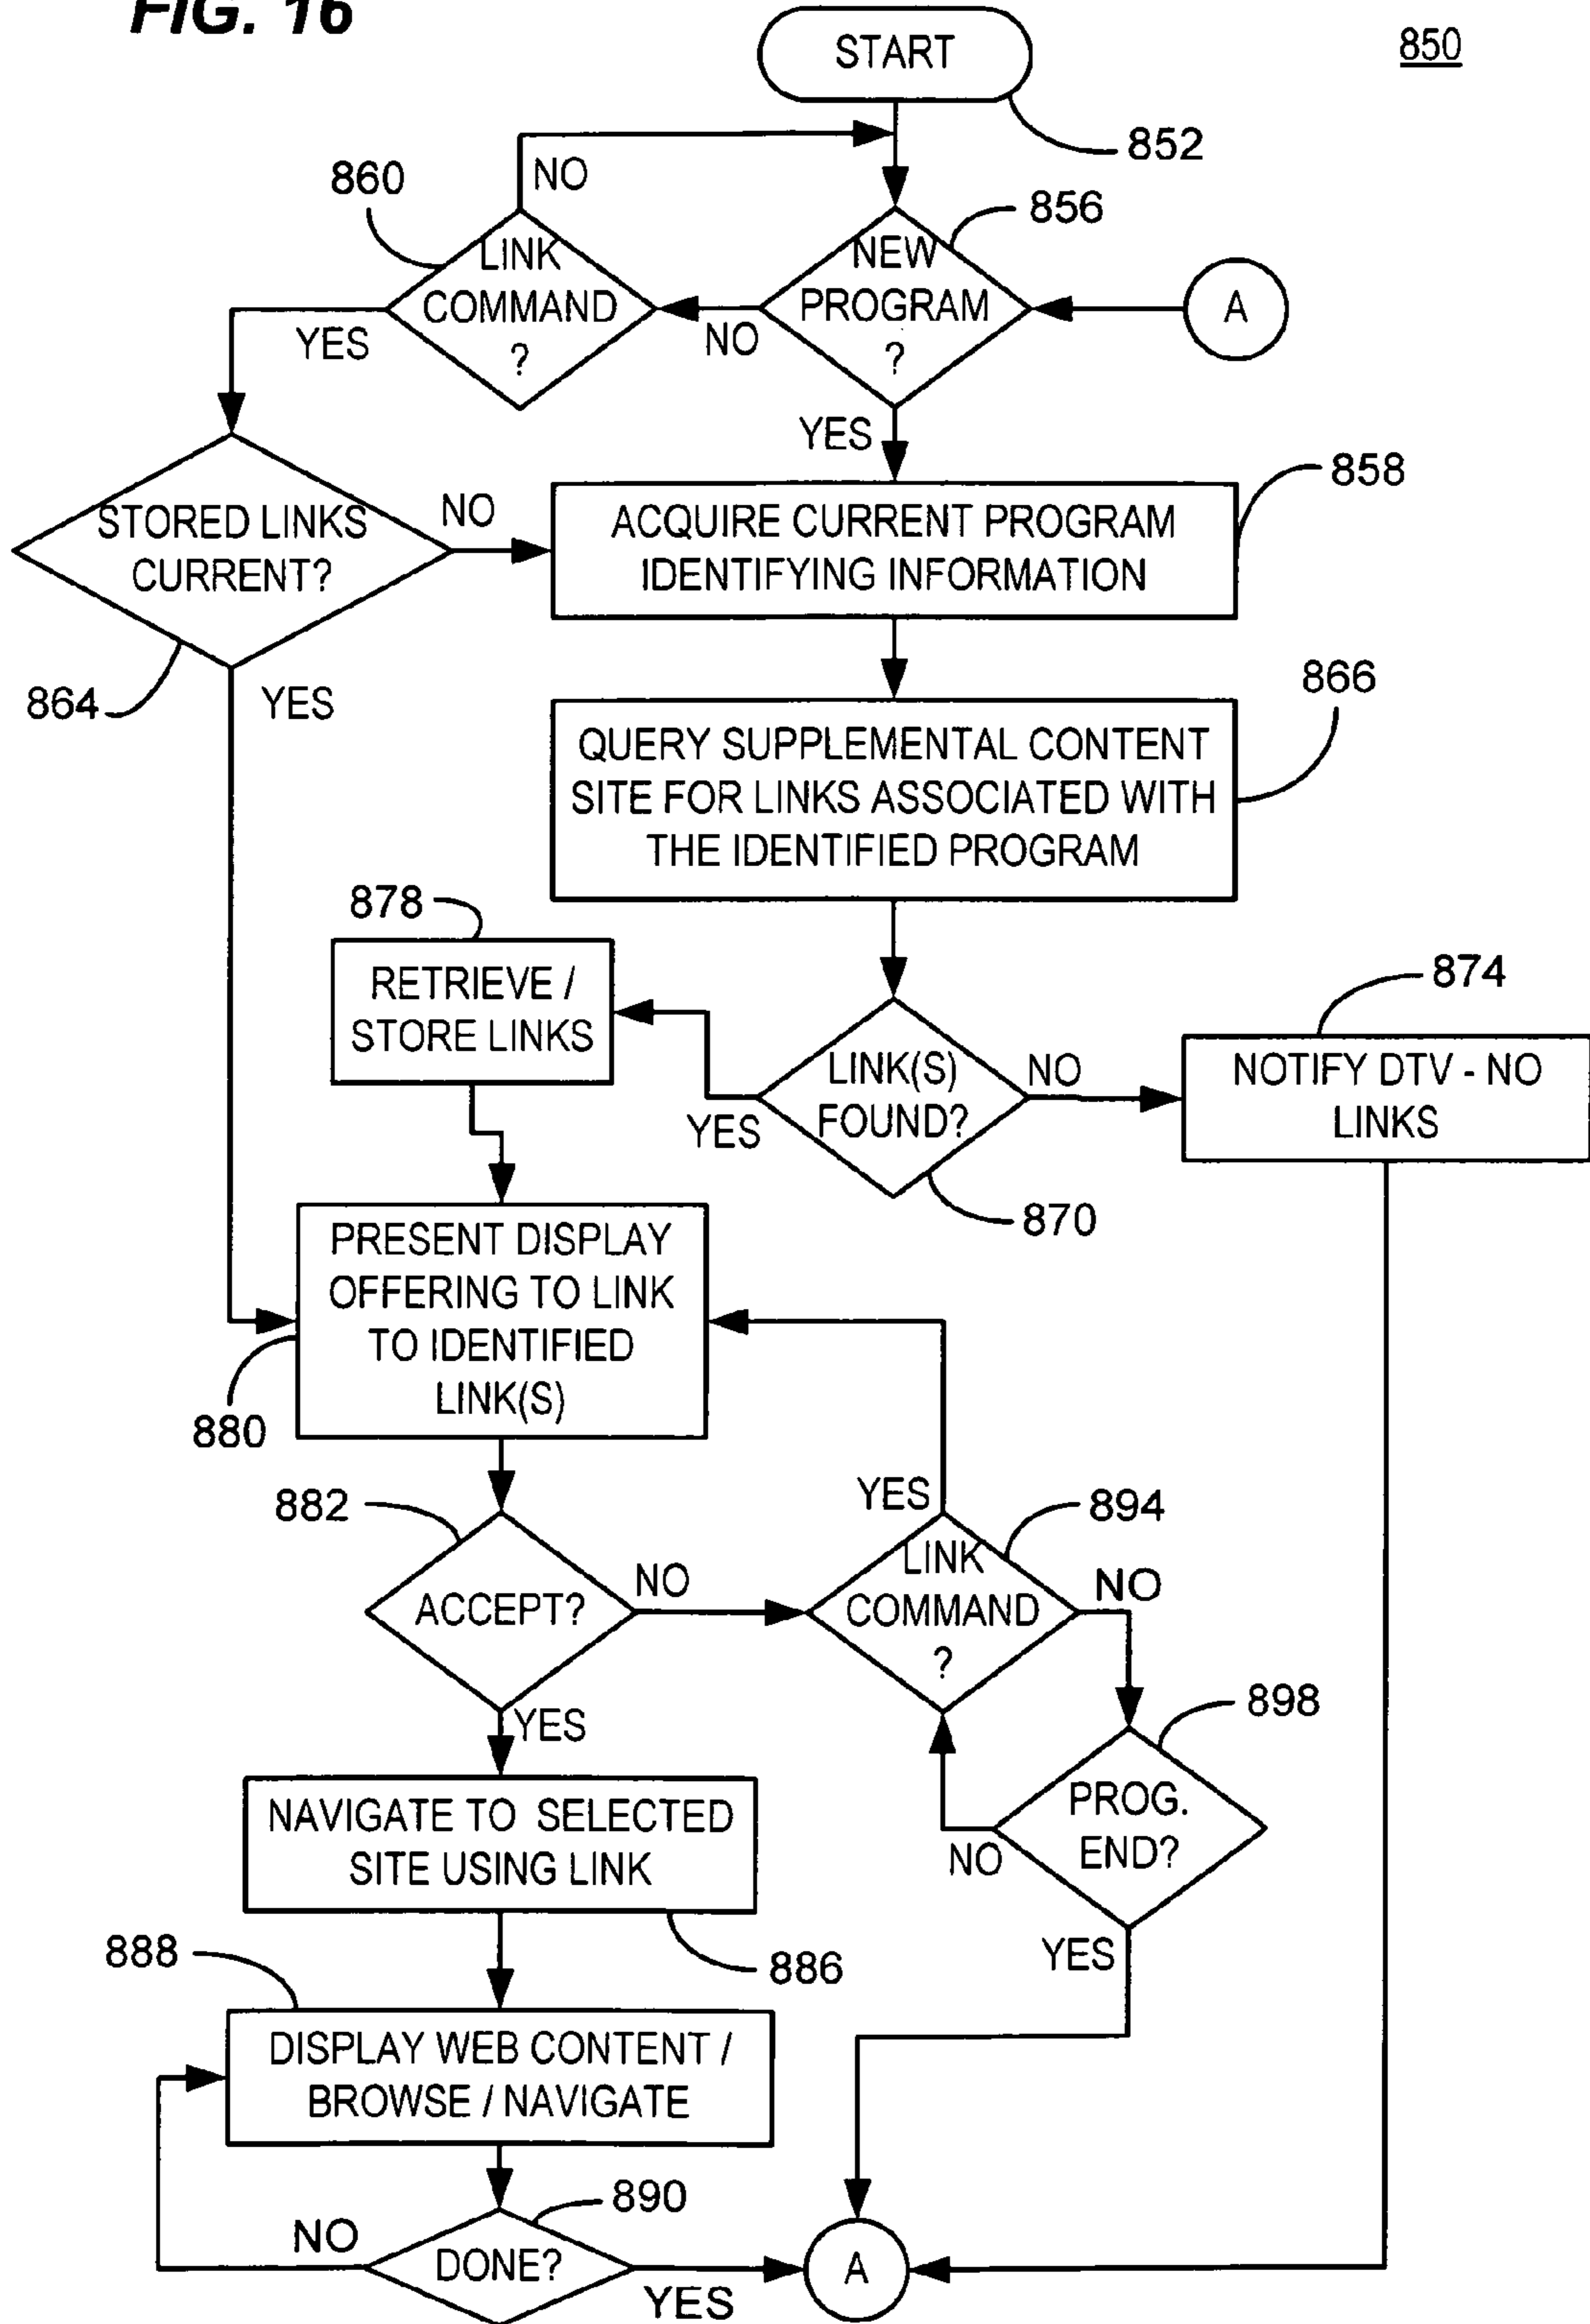 FIG. 16
850
START
852
860
NO
856
LINK
COMMAND
?
NEW
PROGRAM
?
A
YES
NO
YES
858
STORED LINKS
CURRENT?
NO
ACQUIRE CURRENT PROGRAM
IDENTIFYING INFORMATION
864
YES
866
QUERY SUPPLEMENTAL CONTENT
SITE FOR LINKS ASSOCIATED WITH
THE IDENTIFIED PROGRAM
878
RETRIEVE /
STORE LINKS
874
LINK(S)
FOUND?
NO
YES
NOTIFY DTV - NO
LINKS
870
PRESENT DISPLAY
OFFERING TO LINK
TO IDENTIFIED
LINK(S)
880
882
YES
894
ACCEPT?
NO
LINK
COMMAND
?
NO
898
YES
PROG.
END?
NO
NAVIGATE TO SELECTED
SITE USING LINK
YES
888
886
DISPLAY WEB CONTENT /
BROWSE / NAVIGATE
890
NO
DONE?
YES
A